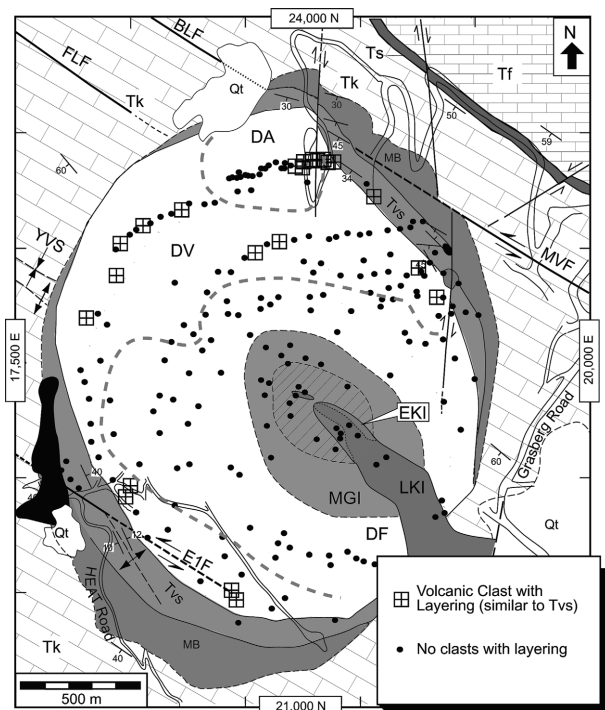 24,000 N
N
BLF
FLF
Ts
Tk
Tf
Qt
Tk
30
30
50
DA
45
MB
59
60
34
Tvs
DV
YVS
MVF
45
17,500 E
20,000 E
EKI
Grasberg Road
60
40
MGI
LKI
Qt
DF
Qt
12
11
E1F
Tvs
HEAT Road
Volcanic Clast with
Layering (similar to Tvs)
No clasts with layering
Tk
MB
40
500 m
21,000 N